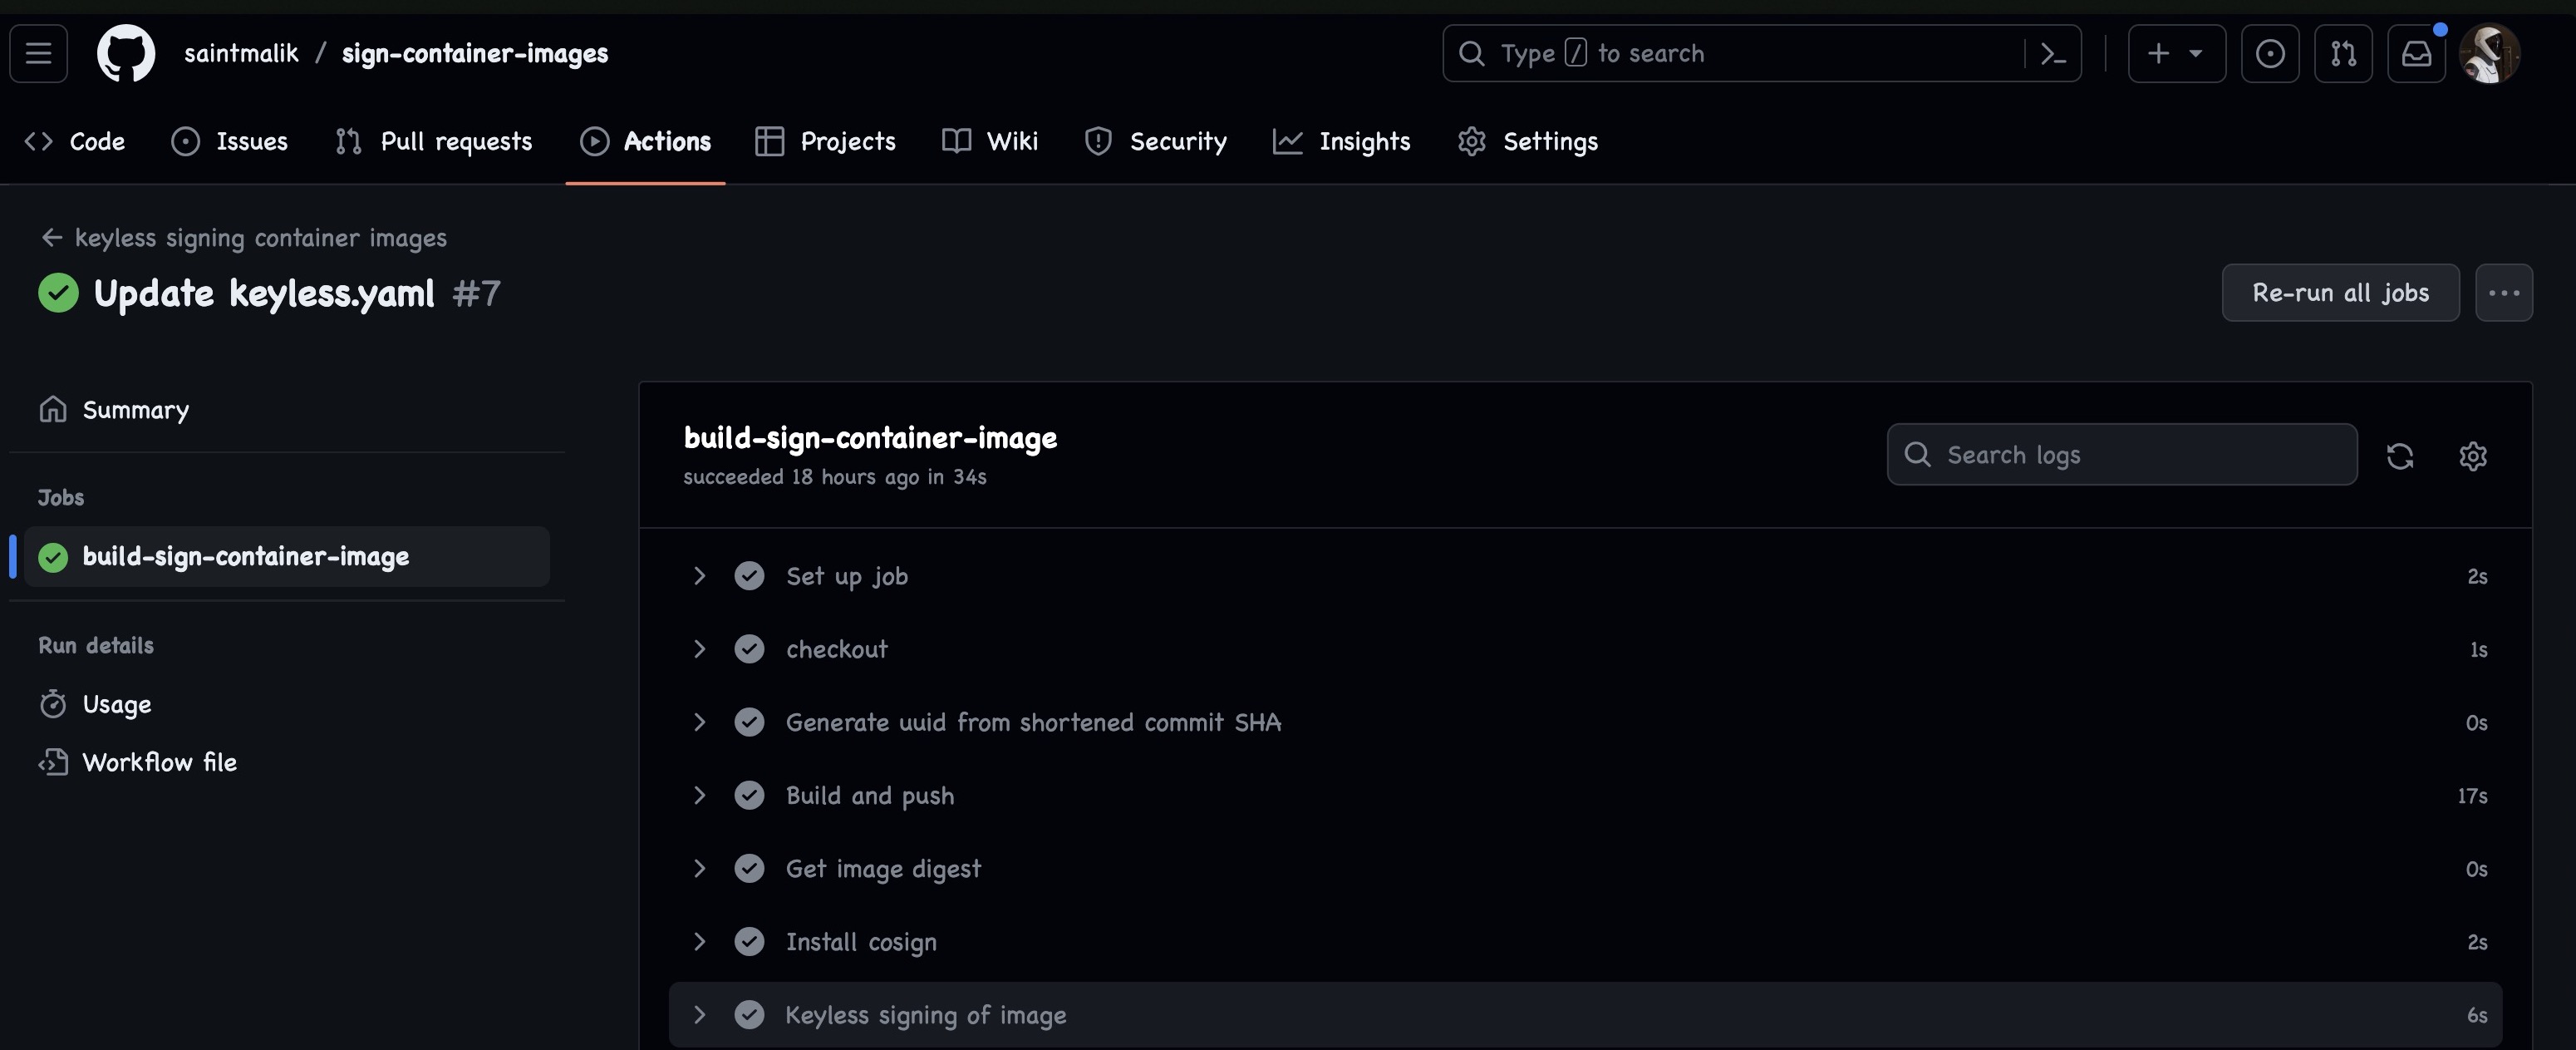 saintmalik / sign-container-images
Type / to search
Code
Issues
Pull requests
Actions
Projects
Wiki
Security
Insights
Settings
keyless signing container images
Update keyless.yaml #7
Re-run all jobs
Summary
Jobs
build-sign-container-image
Run details
Usage
Workflow file
build-sign-container-image
succeeded 18 hours ago in 34s
Search logs
Set up job 2s
checkout 1s
Generate uuid from shortened commit SHA 0s
Build and push 17s
Get image digest 0s
Install cosign 2s
Keyless signing of image 6s